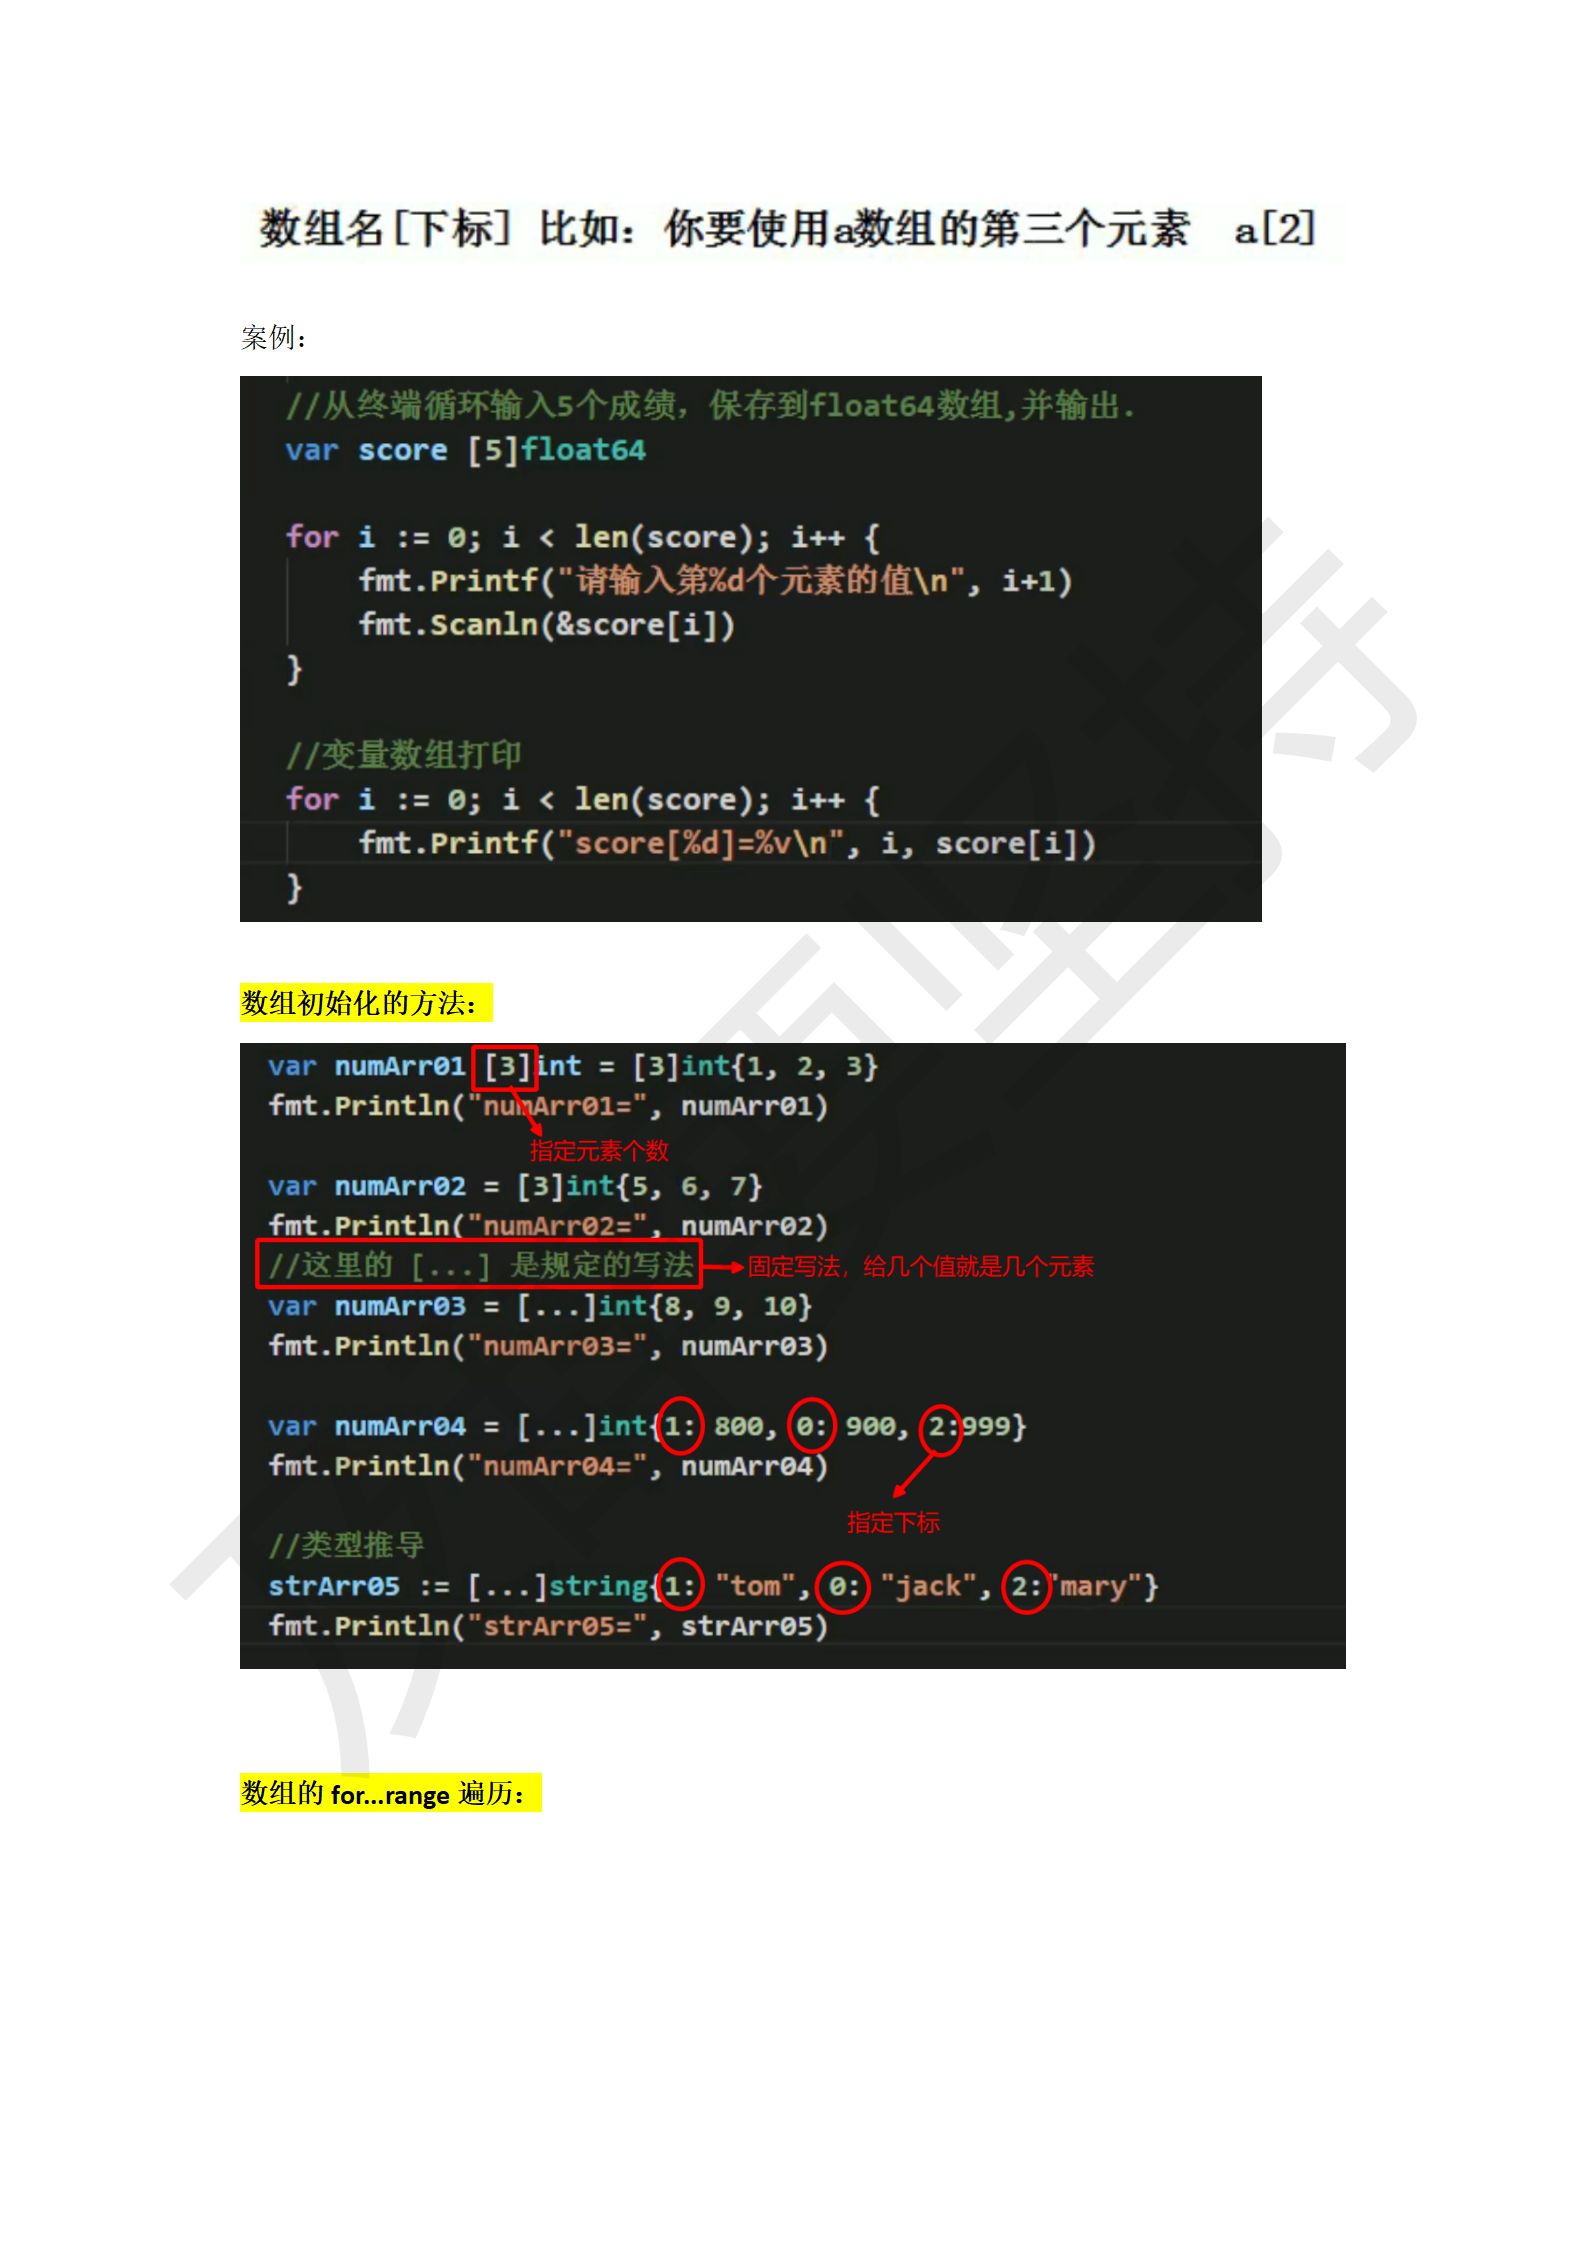 数组名[下标] 比如：你要使用a数组的第三个元素 a[2]
案例：
//从终端循环输入5个成绩，保存到float64数组,并输出.
var score [5]float64
for i := 0; i < len(score); i++ {
fmt.Printf("请输入第%d个元素的值\n", i+1)
fmt.Scanln(&score[i])
}
//变量数组打印
for i := 0; i < len(score); i++ {
fmt.Printf("score[%d]=%v\n", i, score[i])
}
数组初始化的方法：
var numArr01 [3]int = [3]int{1, 2, 3}
fmt.Println("numArr01=", numArr01)
指定元素个数
var numArr02 = [3]int{5, 6, 7}
fmt.Println("numArr02=", numArr02)
//这里的 [...] 是规定的写法
固定写法，给几个值就是几个元素
var numArr03 = [...]int{8, 9, 10}
fmt.Println("numArr03=", numArr03)
var numArr04 = [...]int{1: 800, 0: 900, 2:999}
fmt.Println("numArr04=", numArr04)
指定下标
//类型推导
strArr05 := [...]string{1: "tom", 0: "jack", 2:"mary"}
fmt.Println("strArr05=", strArr05)
数组的 for...range 遍历：